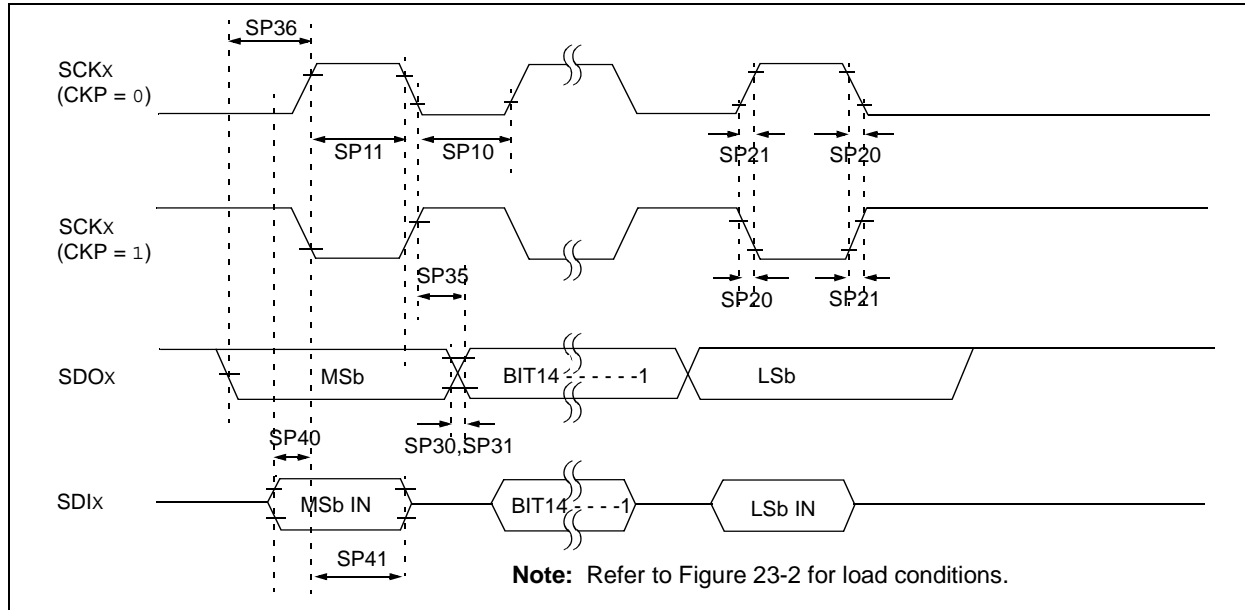 SP36
SCKx
(CKP = 0)
SP11
SP10
SP21
SP20
SCKx
(CKP = 1)
SP35
SP20
SP21
SDOx
MSb
BIT14 - - - - - -1
LSb
SP40
SP30,SP31
SDIx
MSb IN
BIT14 - - - -1
LSb IN
SP41
Note: Refer to Figure 23-2 for load conditions.